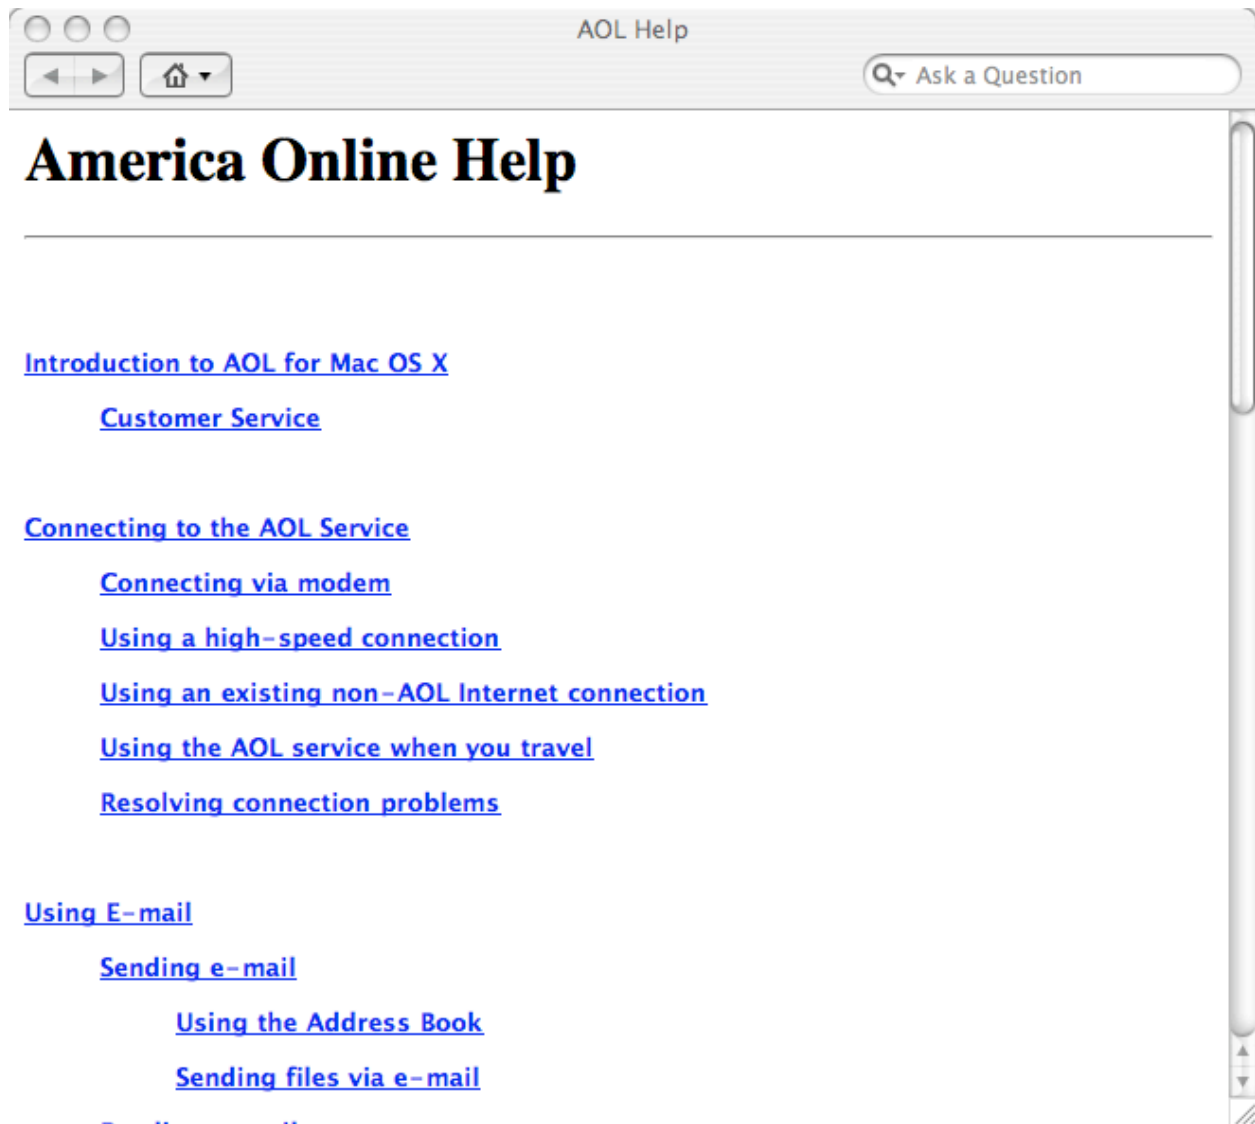 AOL Help
Ask a Question
America Online Help
Introduction to AOL for Mac OS X
Customer Service
Connecting to the AOL Service
Connecting via modem
Using a high-speed connection
Using an existing non-AOL Internet connection
Using the AOL service when you travel
Resolving connection problems
Using E-mail
Sending e-mail
Using the Address Book
Sending files via e-mail